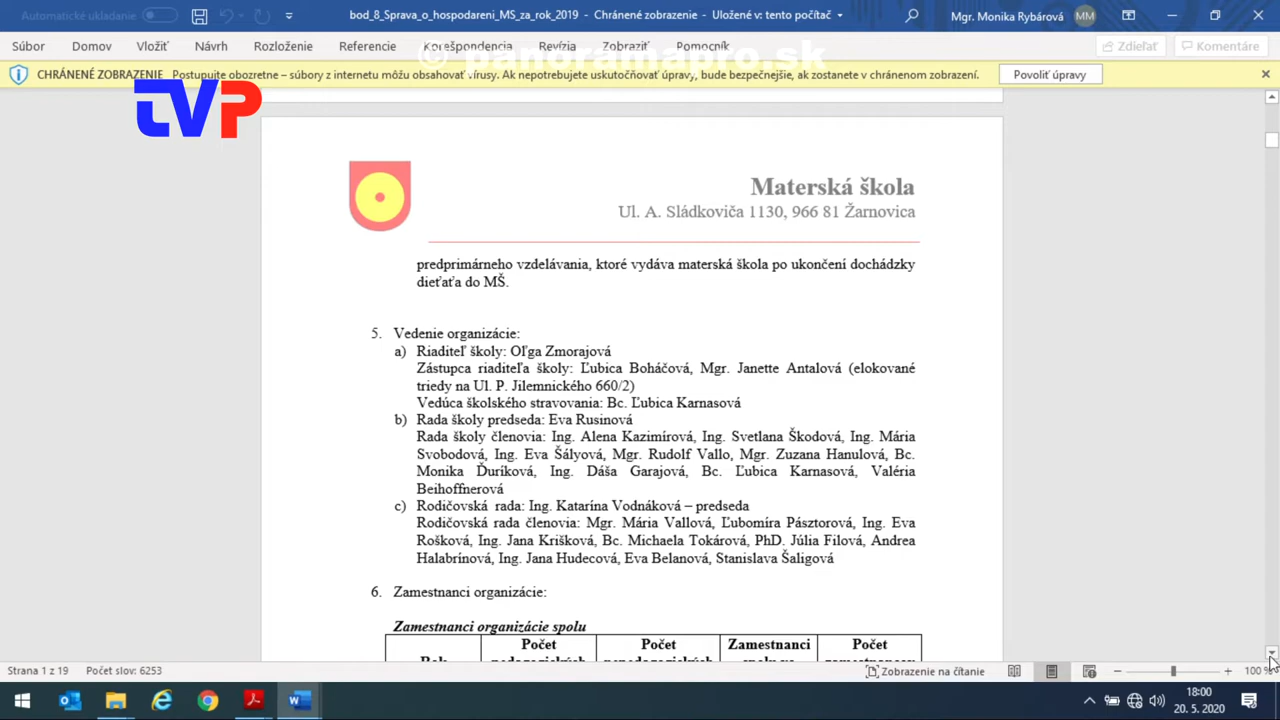 Automatické ukladanie
bod_8_Sprava_o_hospodareni_MS_za_rok_2019 - Chránené zobrazenie • Uložené v: tento počítač
Mgr. Monika Rybárová MM
Súbor Domov Vložiť Návrh Rozloženie Referencie Korešpondencia Revízia Zobraziť Pomocník Zdieľať Komentáre
© panoramapro.sk
CHRÁNENÉ ZOBRAZENIE Postupujte obozretne – súbory z internetu môžu obsahovať vírusy. Ak nepotrebujete uskutočňovať úpravy, bude bezpečnejšie, ak zostanete v chránenom zobrazení. Povoliť úpravy
TVP
Materská škola
Ul. A. Sládkoviča 1130, 966 81 Žarnovica
predprimárneho vzdelávania, ktoré vydáva materská škola po ukončení dochádzky
dieťaťa do MŠ.
5. Vedenie organizácie:
a) Riaditeľ školy: Oľga Zmorajová
Zástupca riaditeľa školy: Ľubica Boháčová, Mgr. Janette Antalová (elokované
triedy na Ul. P. Jilemnického 660/2)
Vedúca školského stravovania: Bc. Ľubica Karnasová
b) Rada školy predseda: Eva Rusinová
Rada školy členovia: Ing. Alena Kazimírová, Ing. Svetlana Škodová, Ing. Mária
Svobodová, Ing. Eva Šályová, Mgr. Rudolf Vallo, Mgr. Zuzana Hanulová, Bc.
Monika Ďuríková, Ing. Dáša Garajová, Bc. Ľubica Karnasová, Valéria
Beihoffnerová
c) Rodičovská rada: Ing. Katarína Vodnáková – predseda
Rodičovská rada členovia: Mgr. Mária Vallová, Ľubomíra Pásztorová, Ing. Eva
Rošková, Ing. Jana Krišková, Bc. Michaela Tokárová, PhD. Júlia Filová, Andrea
Halabrínová, Ing. Jana Hudecová, Eva Belanová, Stanislava Šaligová
6. Zamestnanci organizácie:
Zamestnanci organizácie spolu
Počet Počet Zamestnanci Počet
Strana 1 z 19 Počet slov: 6253 Zobrazenie na čítanie 100 %
18:00
20. 5. 2020